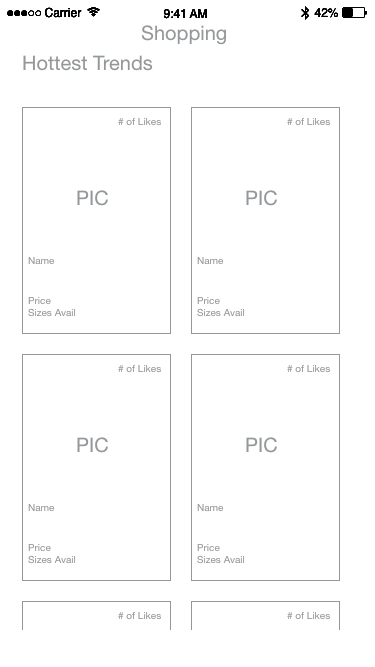 Carrier 9:41 AM 42%
Shopping
Hottest Trends
# of Likes # of Likes
PIC PIC
Name Name
Price Price
Sizes Avail Sizes Avail
# of Likes # of Likes
PIC PIC
Name Name
Price Price
Sizes Avail Sizes Avail
# of Likes # of Likes